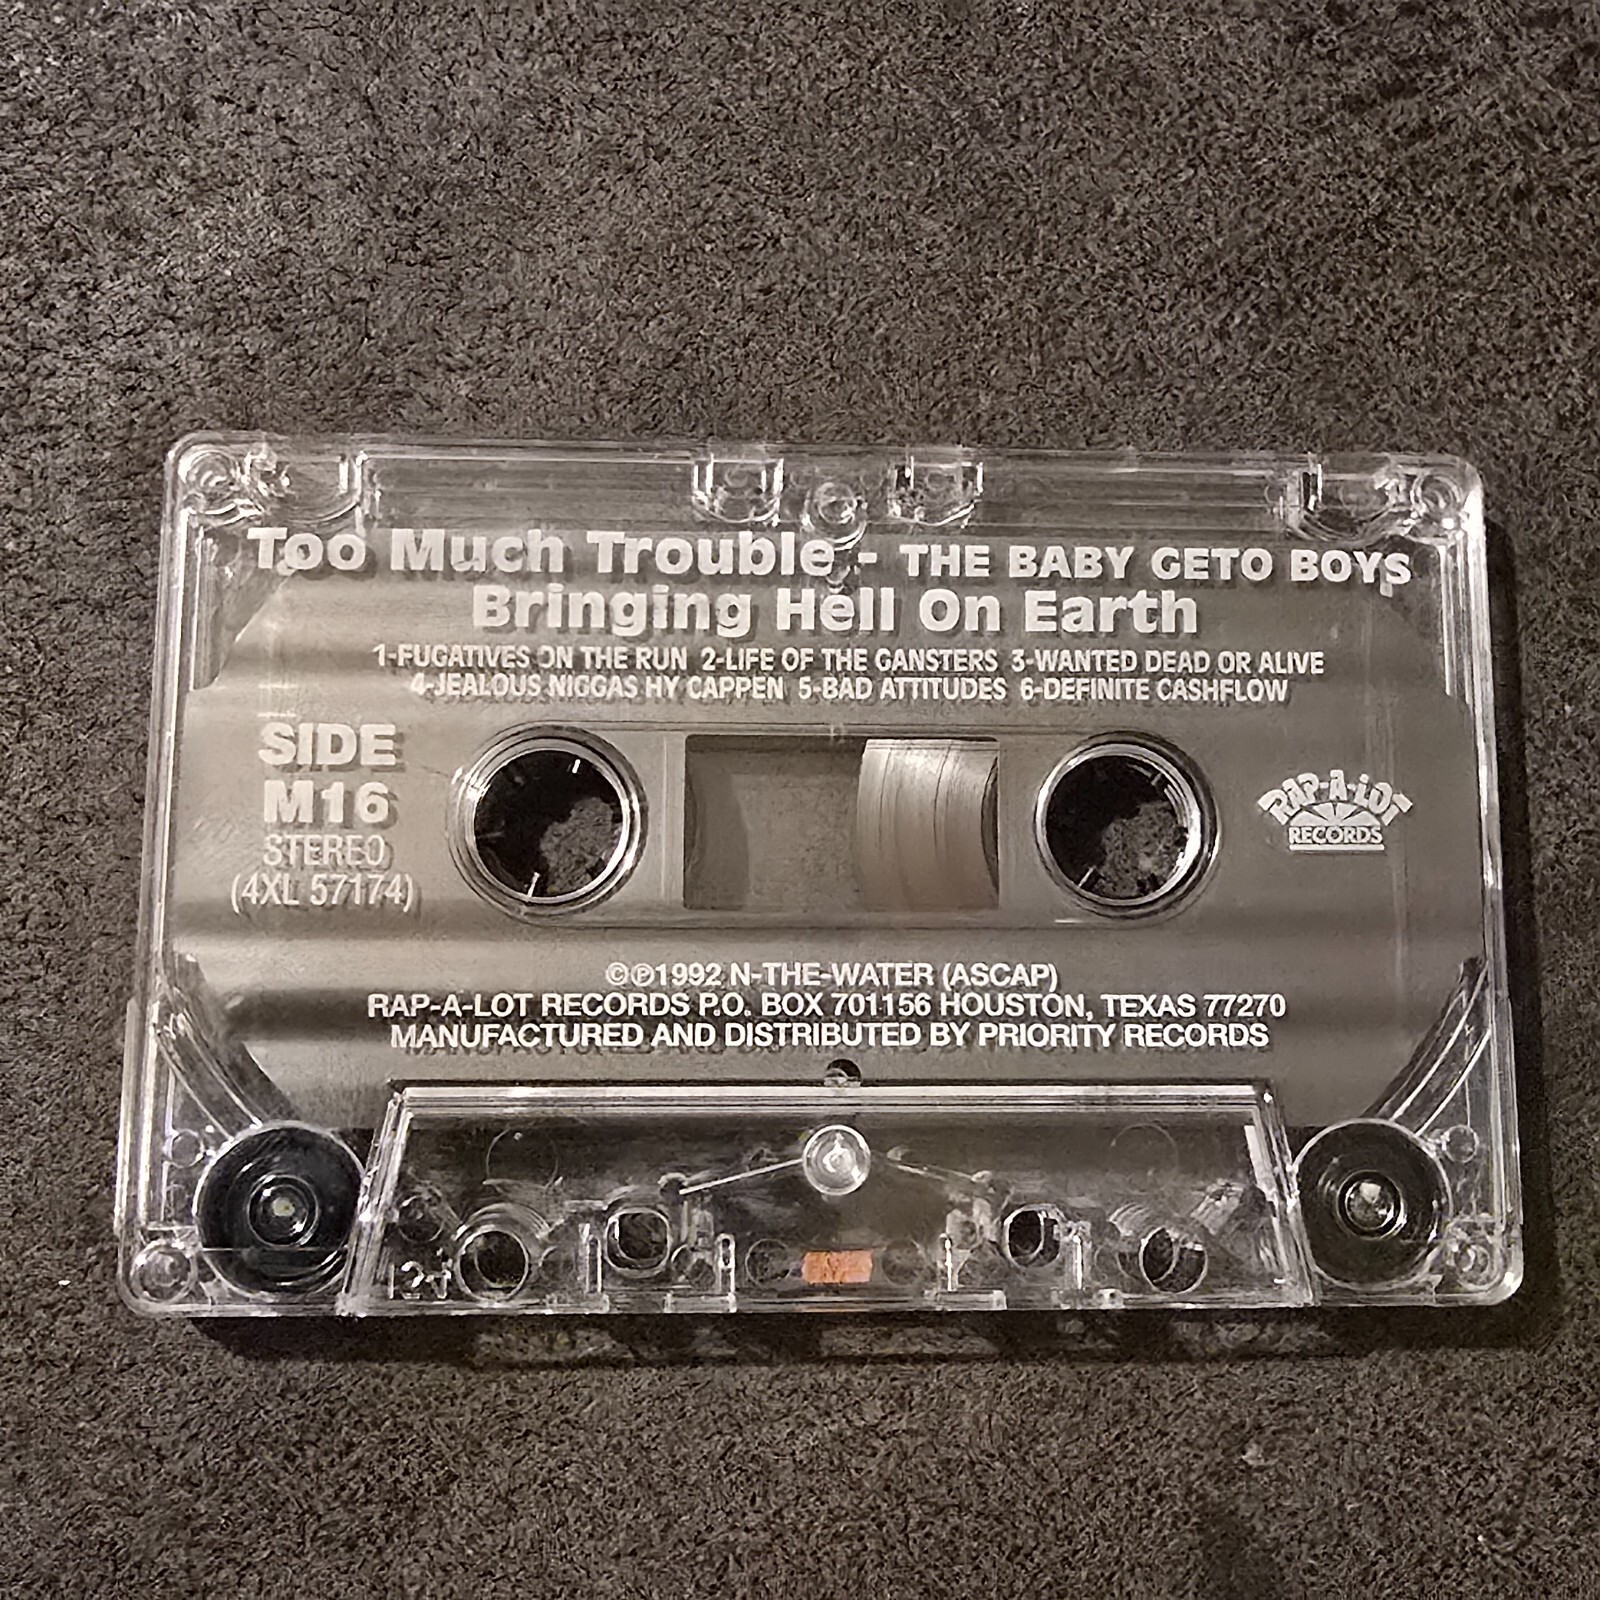 Too Much Trouble - THE BABY GETO BOYS
Bringing Hell On Earth
1-FUGATIVES ON THE RUN 2-LIFE OF THE GANSTERS 3-WANTED DEAD OR ALIVE
4-JEALOUS NIGGAS HY CAPPEN 5-BAD ATTITUDES 6-DEFINITE CASHFLOW
SIDE
M16
STEREO
(4XL 57174)
RAP-A-LOT
RECORDS
©℗1992 N-THE-WATER (ASCAP)
RAP-A-LOT RECORDS P.O. BOX 701156 HOUSTON, TEXAS 77270
MANUFACTURED AND DISTRIBUTED BY PRIORITY RECORDS